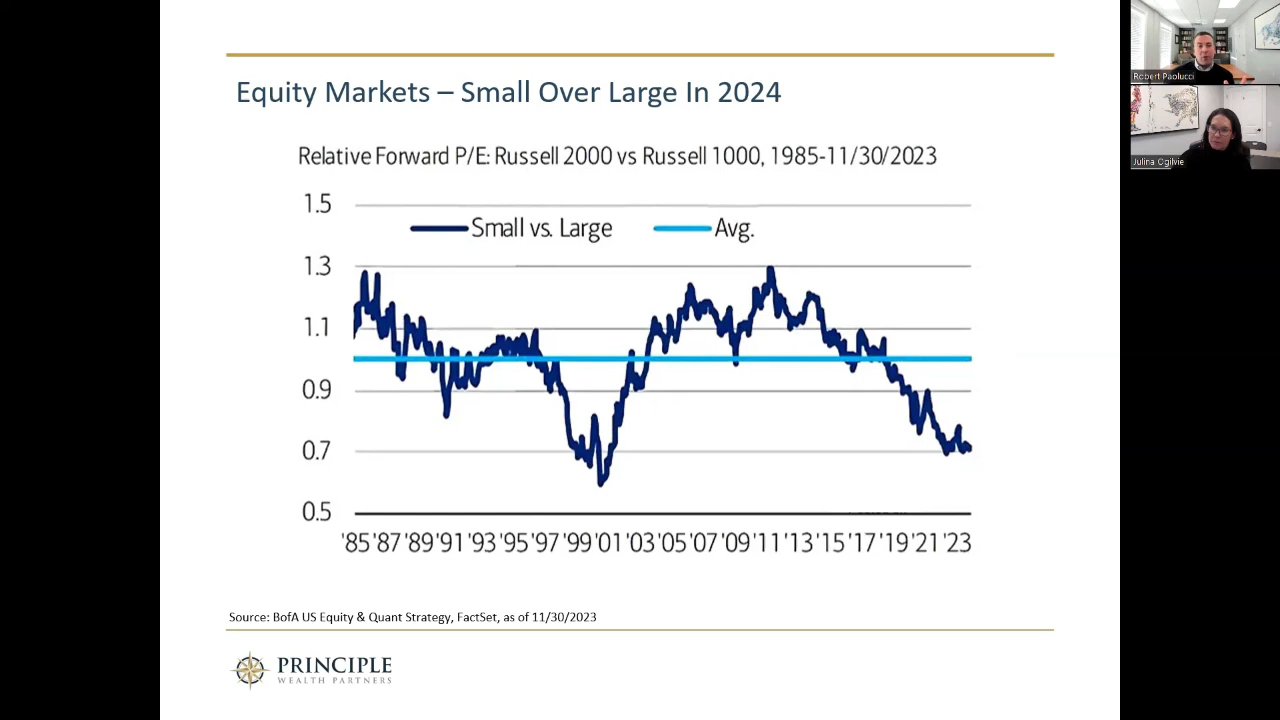 Equity Markets – Small Over Large In 2024
Relative Forward P/E: Russell 2000 vs Russell 1000, 1985-11/30/2023
1.5
Small vs. Large Avg.
1.3
1.1
0.9
0.7
0.5
'85 '87 '89 '91 '93 '95 '97 '99 '01 '03 '05 '07 '09 '11 '13 '15 '17 '19 '21 '23
Source: BofA US Equity & Quant Strategy, FactSet, as of 11/30/2023
PRINCIPLE
WEALTH PARTNERS
Robert Paolucci
Julina Ogilvie